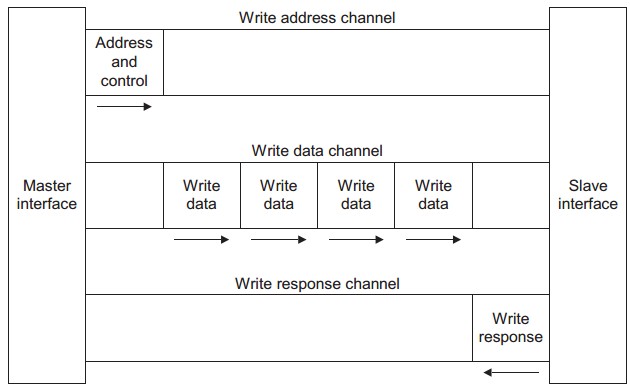 Write address channel
Address
and
control
Write data channel
Master
interface
Write
data
Write
data
Write
data
Write
data
Slave
interface
Write response channel
Write
response